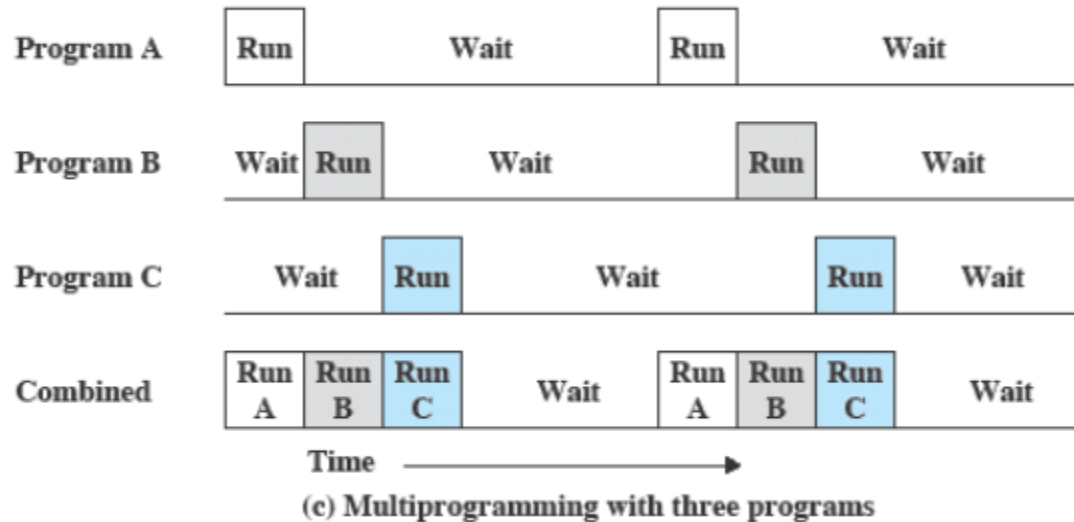 Program A Run Wait Run Wait
Program B Wait Run Wait Run Wait
Program C Wait Run Wait Run Wait
Combined Run A Run B Run C Wait Run A Run B Run C Wait
Time
(c) Multiprogramming with three programs